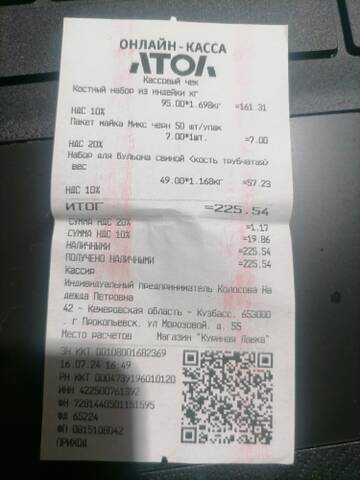 ОНЛАЙН-КАССА
АТОЛ
Кассовый чек
Костный набор из индейки кг
95.00*1.698кг =161.31
НДС 10%
Пакет майка Микс черн 50 шт/упак
7.00*1шт. =7.00
НДС 20%
Набор для бульона свиной (кость трубчатая)
вес
49.00*1.168кг =57.23
НДС 10%
ИТОГ =225.54
СУММА НДС 20% =1.17
СУММА НДС 10% =19.86
НАЛИЧНЫМИ =225.54
ПОЛУЧЕНО НАЛИЧНЫМИ =225.54
Кассир
Индивидуальный предприниматель Колосова На
дежда Петровна
42 - Кемеровская область - Кузбасс, 653000
, г Прокопьевск, ул Морозовой, д. 55
Место расчетов Магазин "Куриная Лавка"
ЗН ККТ 00108001682369
16.07.24 16:49
РН ККТ 0004739196010120
ИНН 422500761392
ФН 7281440501151595
ФД 65224
ФП 0815108042
ПРИХОД